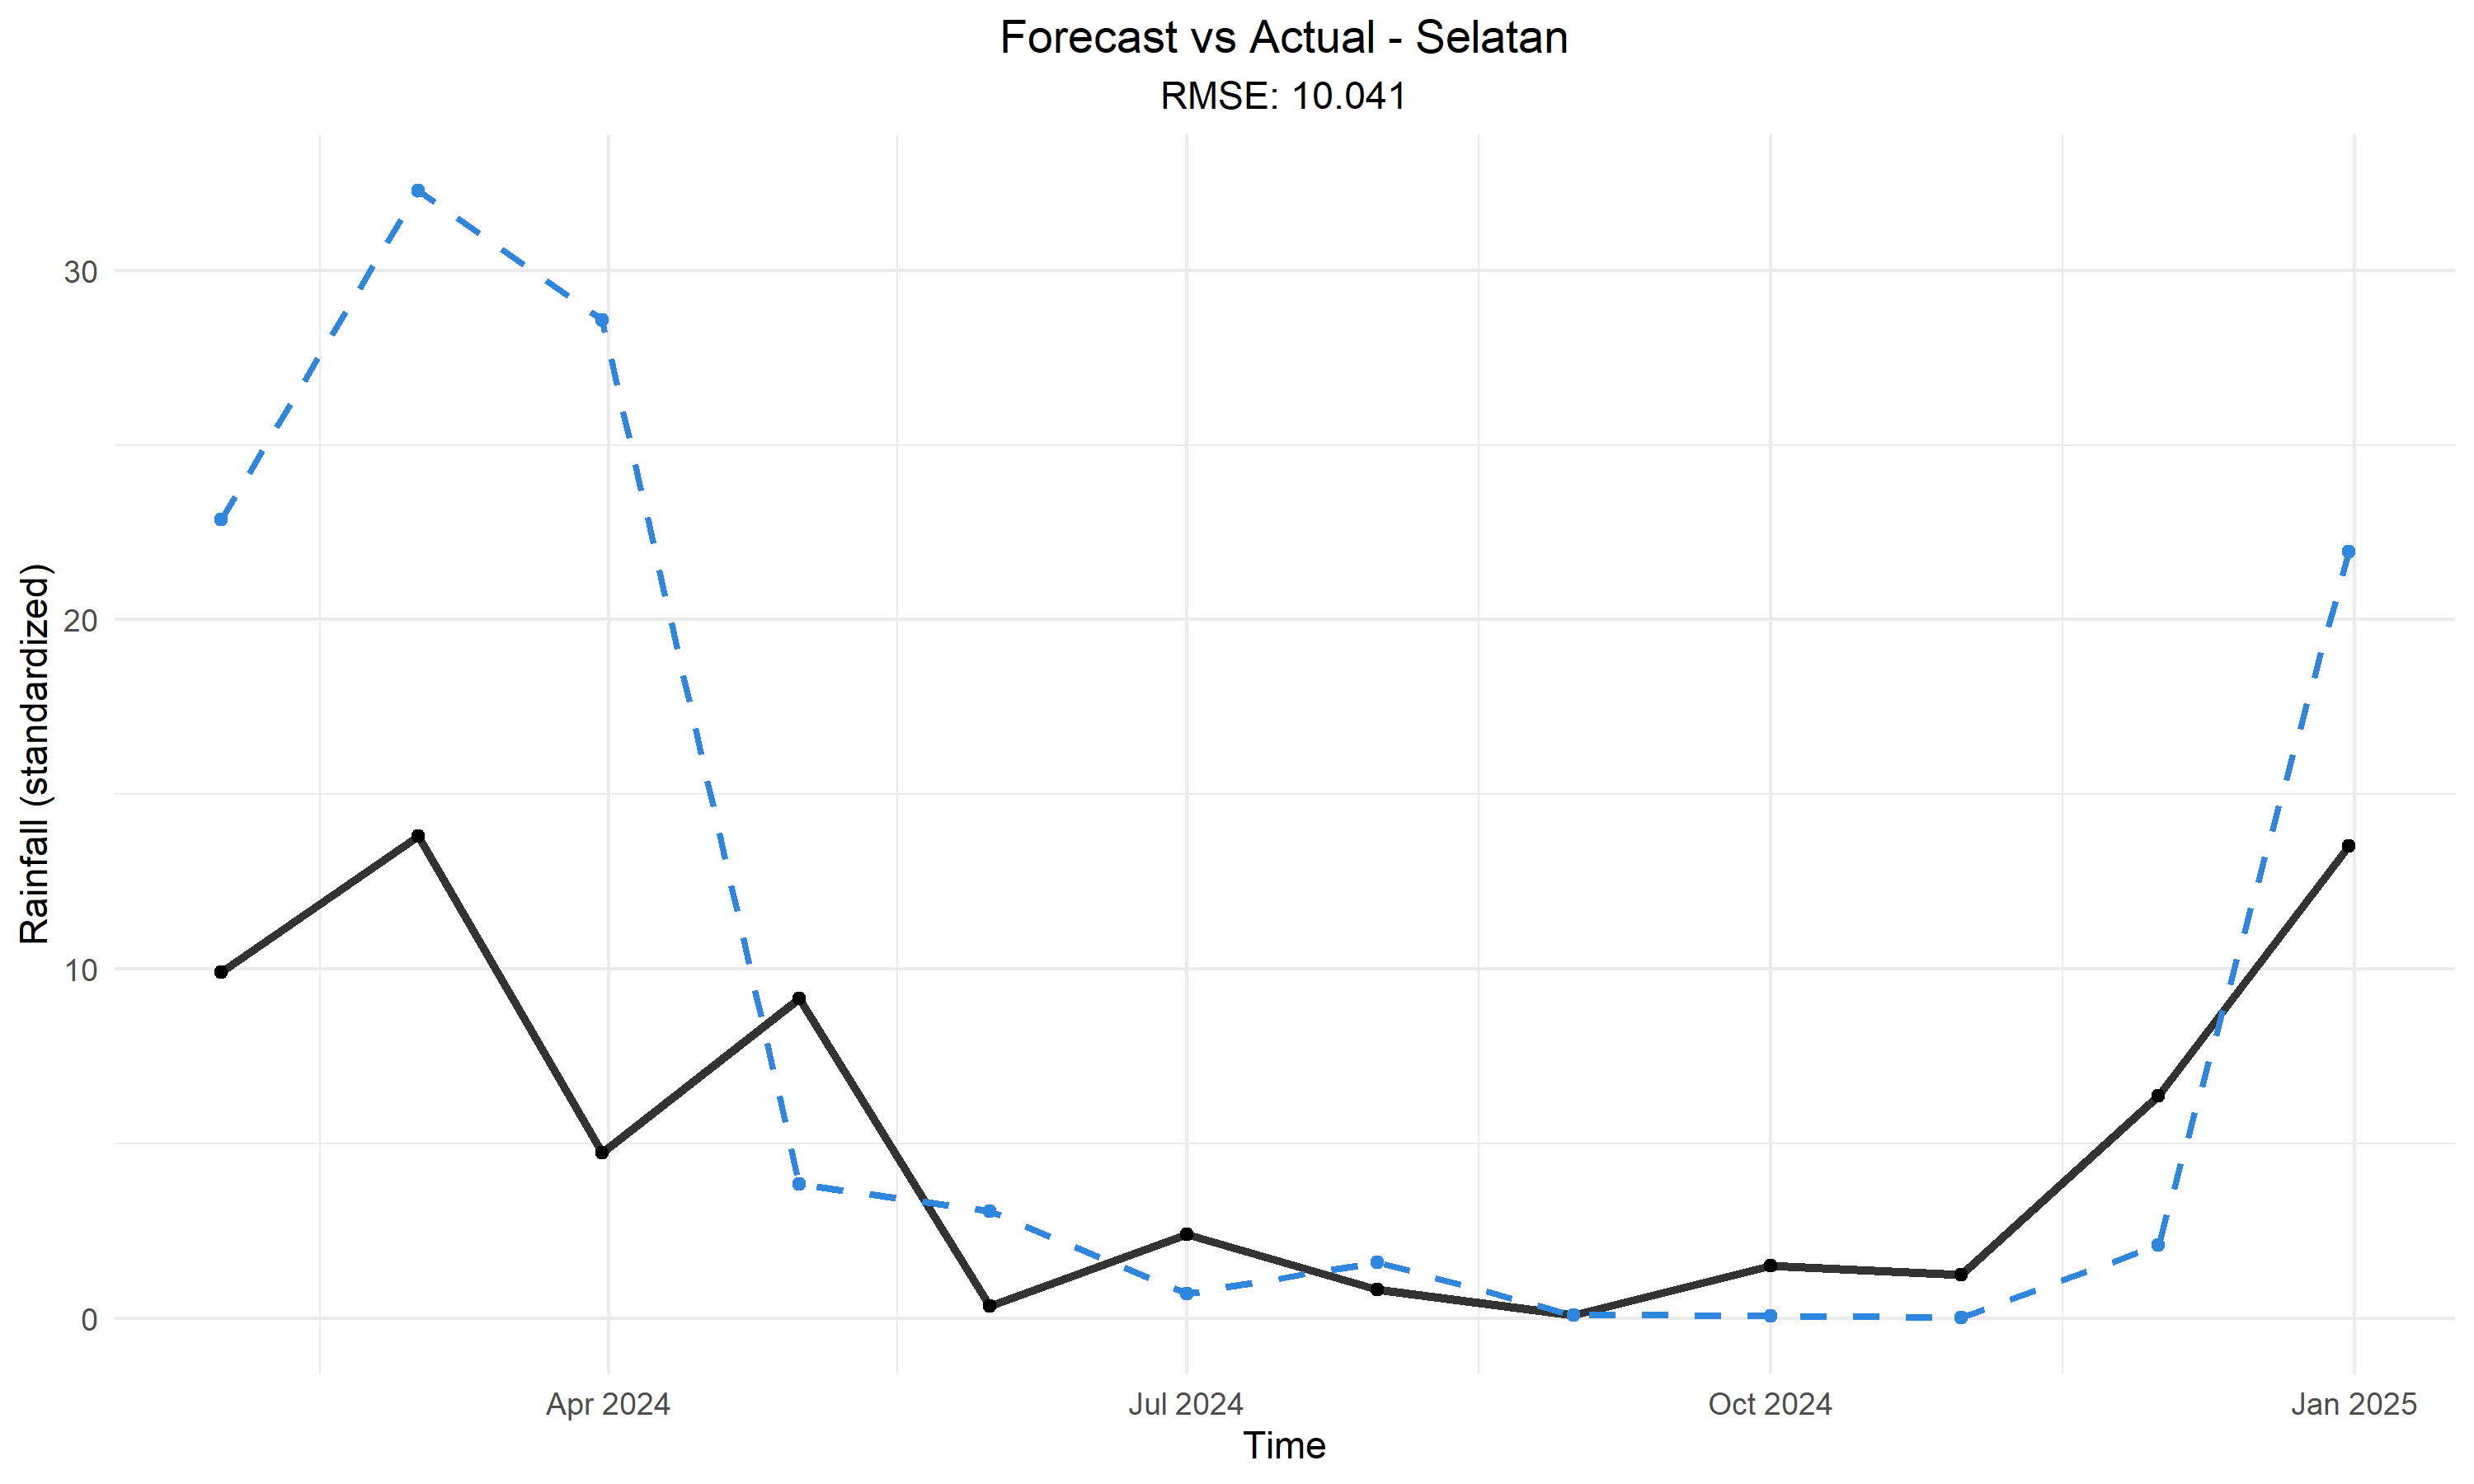 Forecast vs Actual - Selatan
RMSE: 10.041
Rainfall (standardized)
30
20
10
0
Apr 2024
Jul 2024
Oct 2024
Jan 2025
Time